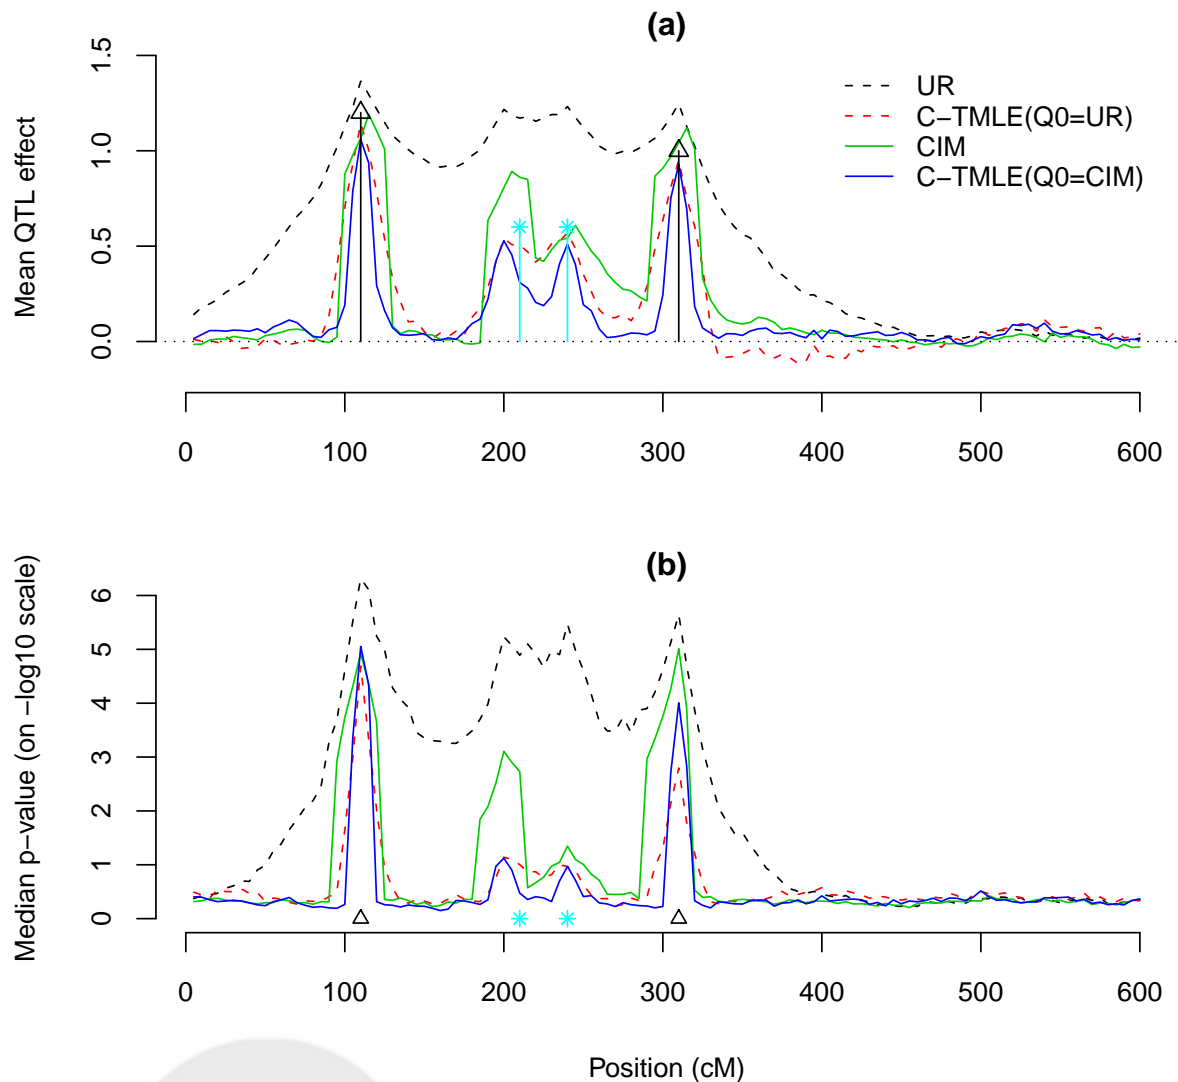 (a)
Mean QTL effect
1.5
1.0
0.5
0.0
UR
C−TMLE(Q0=UR)
CIM
C−TMLE(Q0=CIM)
0 100 200 300 400 500 600
(b)
Median p−value (on −log10 scale)
6
5
4
3
2
1
0
0 100 200 300 400 500 600
Position (cM)